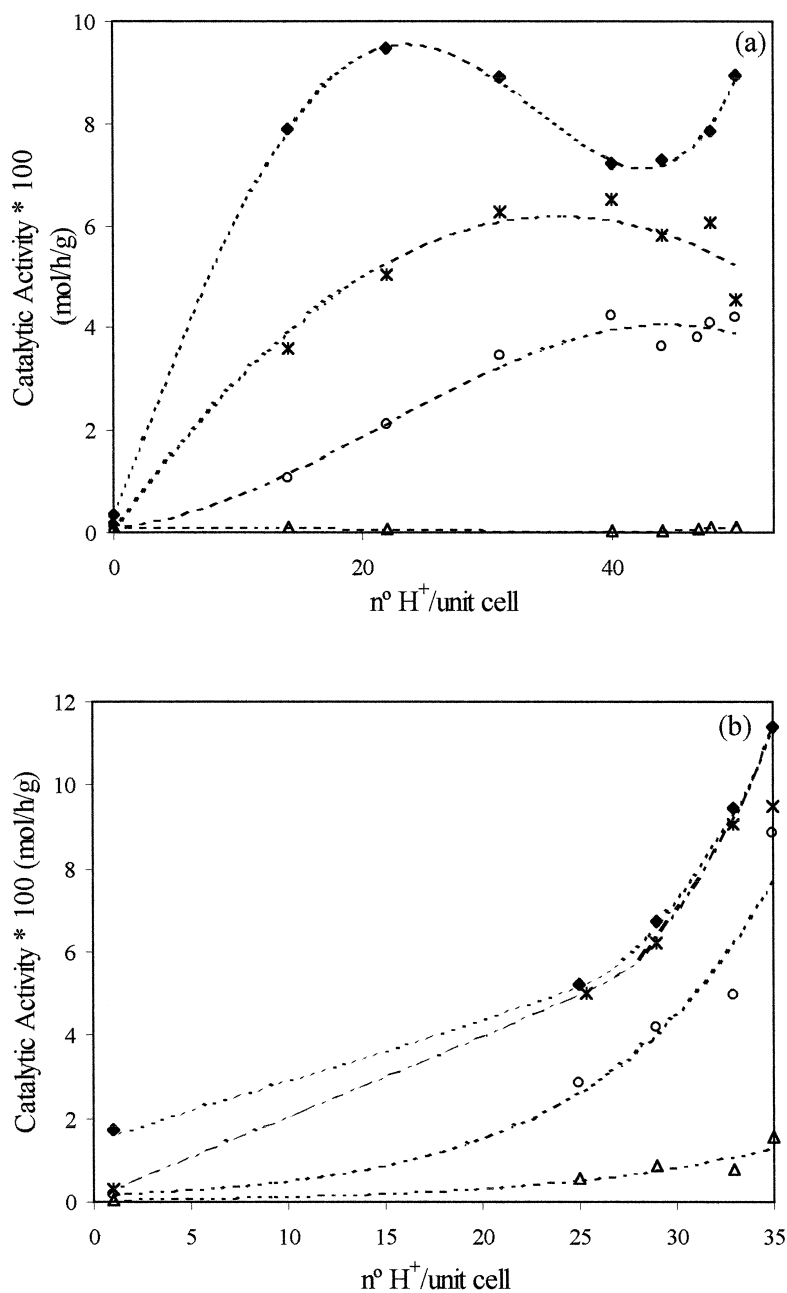 (a)
10
8
6
4
2
0
Catalytic Activity * 100
(mol/h/g)
0 20 40
nº H⁺/unit cell
(b)
12
10
8
6
4
2
0
Catalytic Activity * 100 (mol/h/g)
0 5 10 15 20 25 30 35
nº H⁺/unit cell